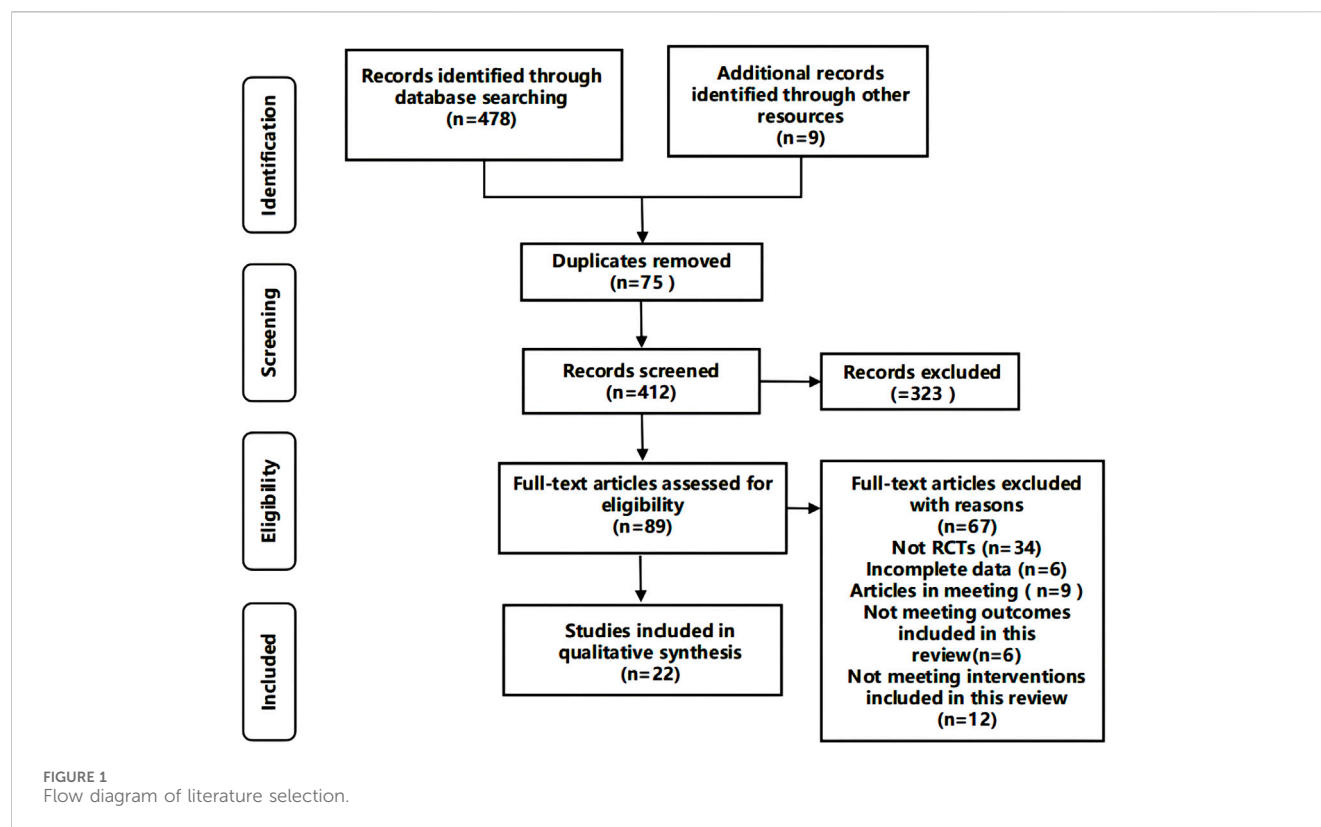 Identification
Records identified through
database searching
(n=478)
Additional records
identified through other
resources
(n=9)
Screening
Duplicates removed
(n=75 )
Records screened
(n=412)
Records excluded
(=323 )
Eligibility
Full-text articles assessed for
eligibility
(n=89)
Full-text articles excluded
with reasons
(n=67)
Not RCTs (n=34)
Incomplete data (n=6)
Articles in meeting ( n=9 )
Not meeting outcomes
included in this
review(n=6)
Not meeting interventions
included in this review
(n=12)
Included
Studies included in
qualitative synthesis
(n=22)
FIGURE 1
Flow diagram of literature selection.